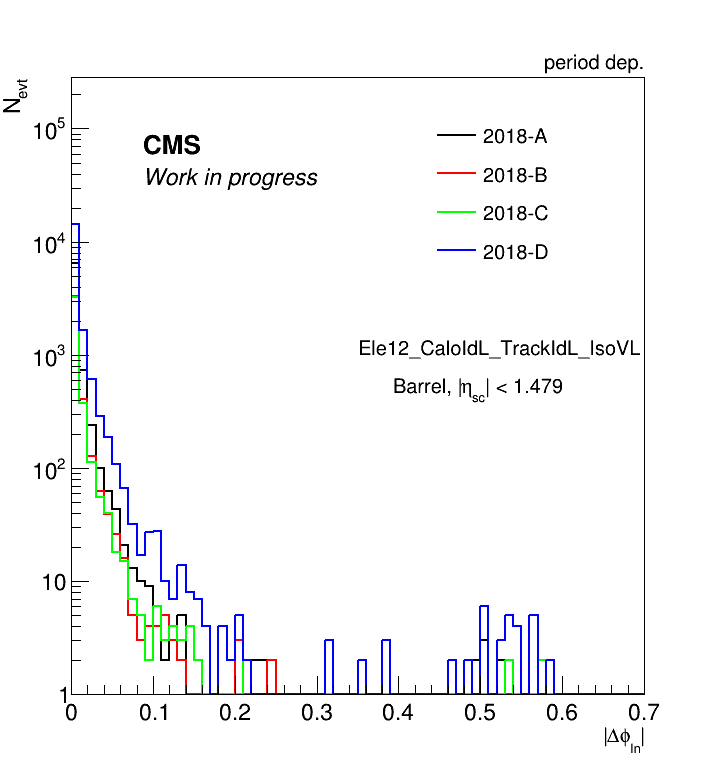 period dep.
N_evt
CMS
Work in progress
2018-A
2018-B
2018-C
2018-D
Ele12_CaloIdL_TrackIdL_IsoVL
Barrel, |η_sc| < 1.479
10^5
10^4
10^3
10^2
10
1
0 0.1 0.2 0.3 0.4 0.5 0.6 0.7
|Δϕ_In|